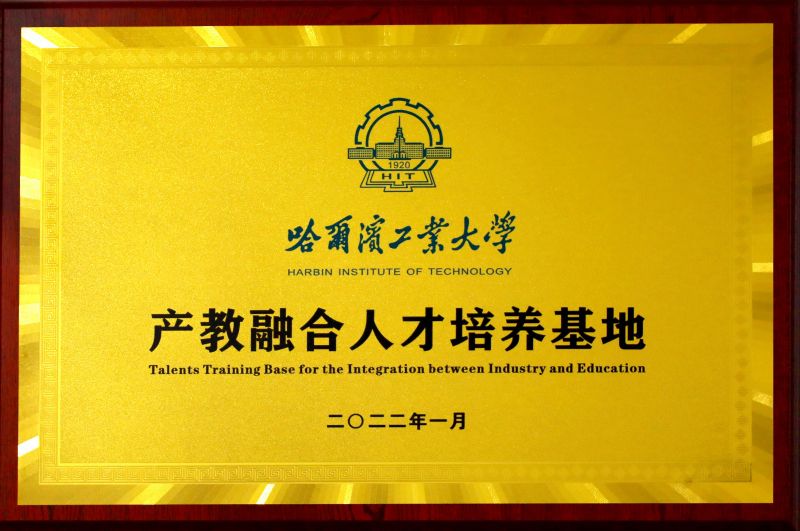 1920
HIT
哈爾濱工業大學
HARBIN INSTITUTE OF TECHNOLOGY
产教融合人才培养基地
Talents Training Base for the Integration between Industry and Education
二〇二二年一月